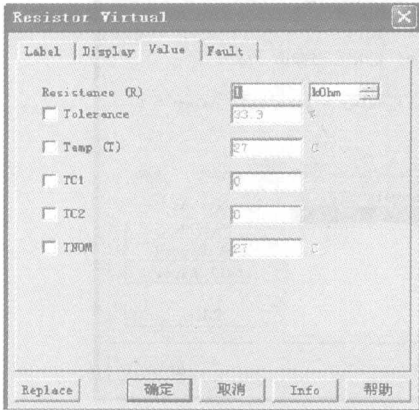 Resistor Virtual
Label Display Value Fault
Resistance (R) 1 kOhm
Tolerance 33.3 %
Temp (T) 27 C
TC1 0
TC2 0
TNOM 27 C
Replace 确定 取消 Info 帮助